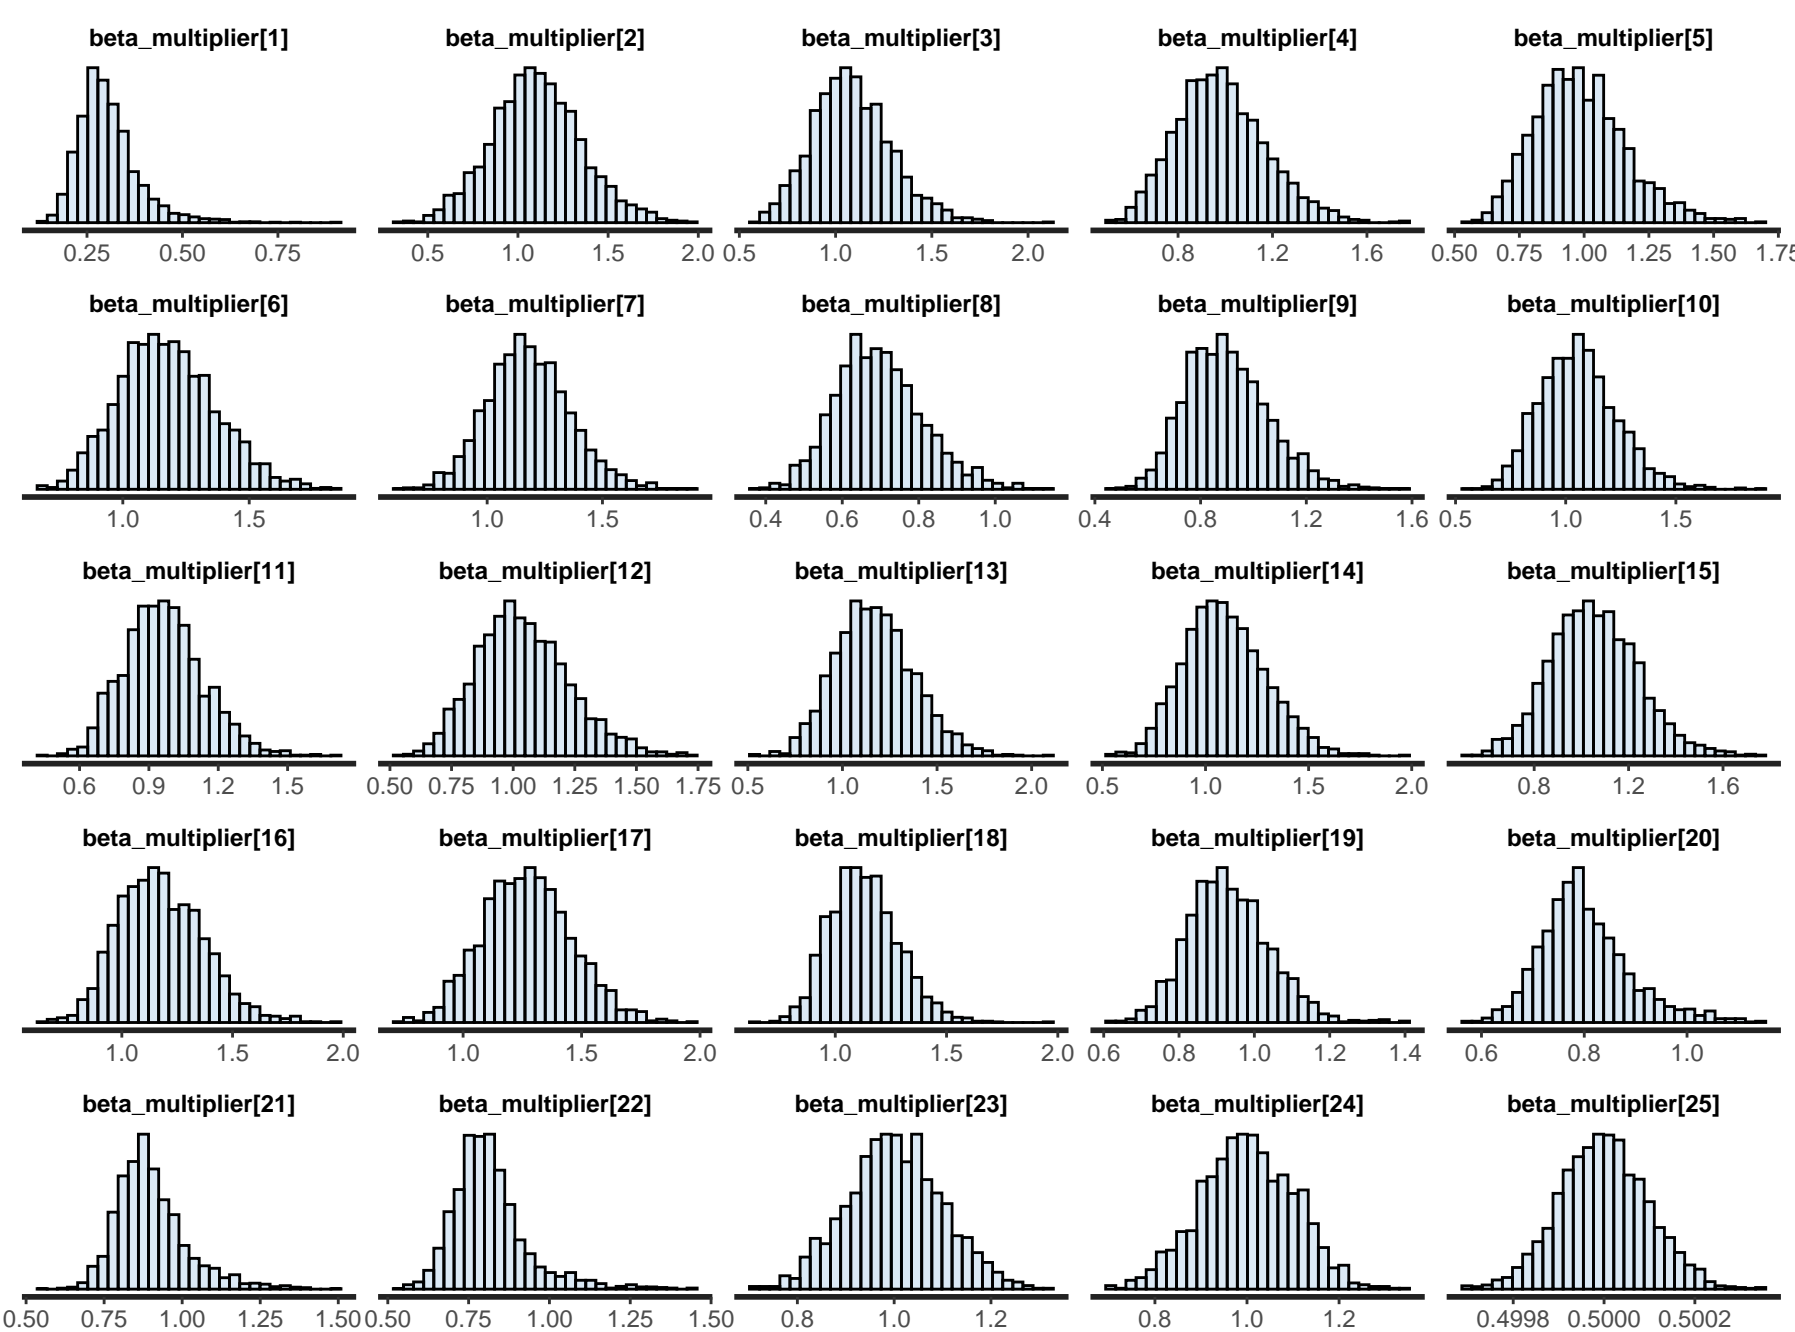 beta_multiplier[1] beta_multiplier[2] beta_multiplier[3] beta_multiplier[4] beta_multiplier[5]
0.25 0.50 0.75 0.5 1.0 1.5 2.0 0.5 1.0 1.5 2.0 0.8 1.2 1.6 0.50 0.75 1.00 1.25 1.50 1.75
beta_multiplier[6] beta_multiplier[7] beta_multiplier[8] beta_multiplier[9] beta_multiplier[10]
1.0 1.5 1.0 1.5 0.4 0.6 0.8 1.0 0.4 0.8 1.2 1.6 0.5 1.0 1.5
beta_multiplier[11] beta_multiplier[12] beta_multiplier[13] beta_multiplier[14] beta_multiplier[15]
0.6 0.9 1.2 1.5 0.50 0.75 1.00 1.25 1.50 1.75 0.5 1.0 1.5 2.0 0.5 1.0 1.5 2.0 0.8 1.2 1.6
beta_multiplier[16] beta_multiplier[17] beta_multiplier[18] beta_multiplier[19] beta_multiplier[20]
1.0 1.5 2.0 1.0 1.5 2.0 1.0 1.5 2.0 0.6 0.8 1.0 1.2 1.4 0.6 0.8 1.0
beta_multiplier[21] beta_multiplier[22] beta_multiplier[23] beta_multiplier[24] beta_multiplier[25]
0.50 0.75 1.00 1.25 1.50 0.50 0.75 1.00 1.25 1.50 0.8 1.0 1.2 0.8 1.0 1.2 0.4998 0.5000 0.5002